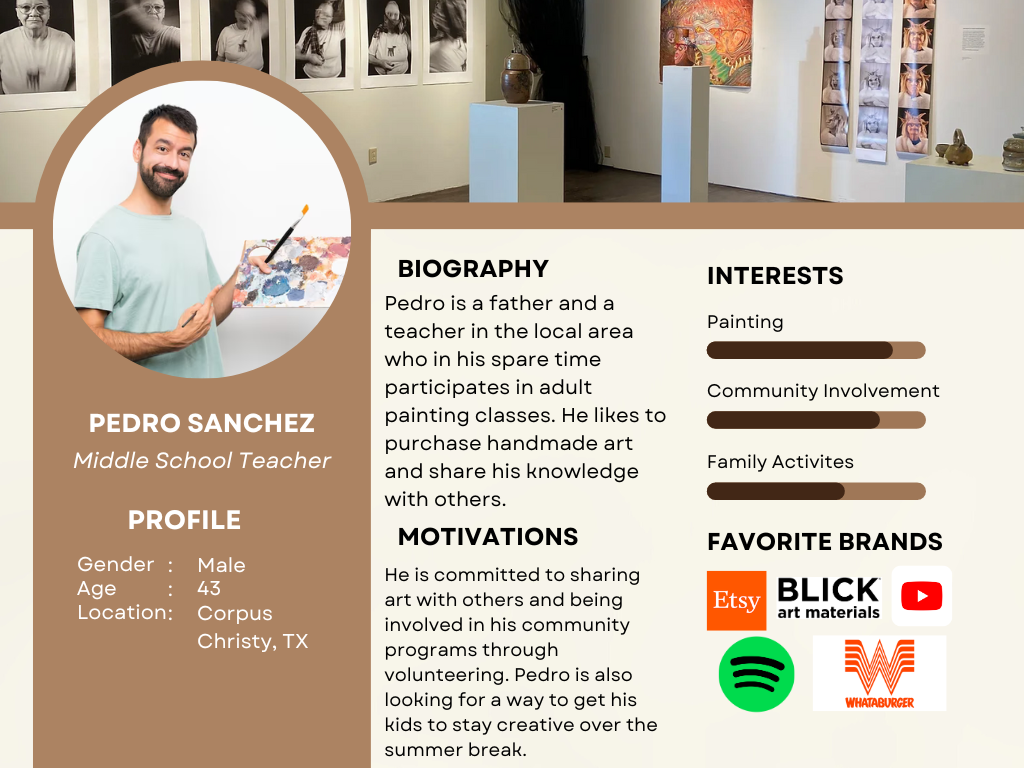 PEDRO SANCHEZ
Middle School Teacher
PROFILE
Gender : Male
Age : 43
Location: Corpus
Christy, TX
BIOGRAPHY
Pedro is a father and a
teacher in the local area
who in his spare time
participates in adult
painting classes. He likes to
purchase handmade art
and share his knowledge
with others.
MOTIVATIONS
He is committed to sharing
art with others and being
involved in his community
programs through
volunteering. Pedro is also
looking for a way to get his
kids to stay creative over the
summer break.
INTERESTS
Painting
Community Involvement
Family Activites
FAVORITE BRANDS
Etsy
BLICK
art materials
WHATABURGER